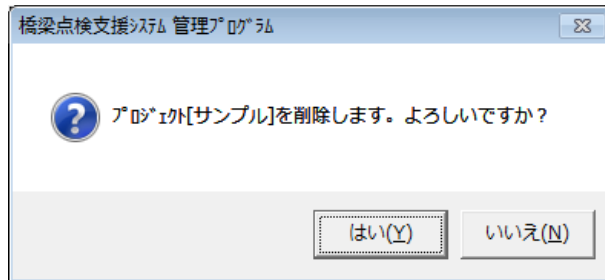 橋梁点検支援ｼｽﾃﾑ 管理ﾌﾟﾛｸﾞﾗﾑ
ﾌﾟﾛｼﾞｪｸﾄ[サンプル]を削除します。よろしいですか？
はい(Y) いいえ(N)